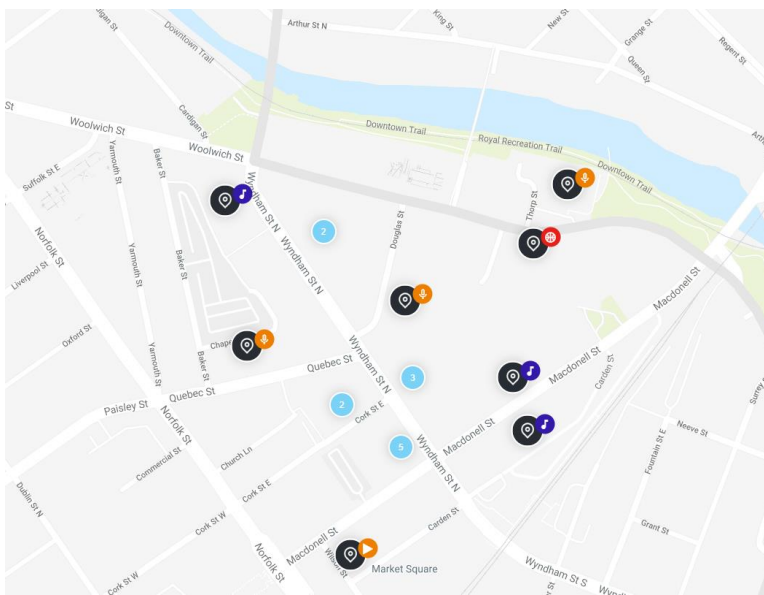 Cardigan St
Downtown Trail
Arthur St N
King St
New St
Grange St
Queen St
Regent St
St
Woolwich St
Cardigan St
Woolwich St
Downtown Trail
Royal Recreation Trail
Downtown Trail
Suffolk St E
Yarmouth St
Baker St
Wyndham St N
Thorp St
Norfolk St
Liverpool St
Yarmouth St
Baker St
2
Wyndham St N
Douglas St
Macdonell St
Oxford St
Yarmouth St
Baker St
Quebec St
Wyndham St N
Macdonell St
Carden St
Paisley St
Quebec St
3
2
Cork St E
Norfolk St
Macdonell St
Neeve St
Commercial St
Church Ln
5
Wyndham St N
Fountain St E
Dublin St N
Cork St W
Cork St E
Carden St
Grant St
Macdonell St
Norfolk St
Market Square
Cork St W
Wyndham St S